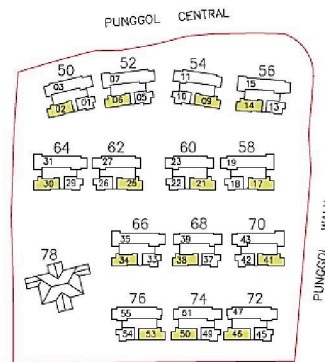 PUNGGOL CENTRAL
50 52 54 56
03 07 11 15
02 01 06 05 10 09 14 13
64 62 60 58
31 27 23 19
30 29 26 25 22 21 18 17
66 68 70
35 39 43
34 33 38 37 42 41
78
76 74 72
55 51 47
54 53 50 49 46 45
PUNGGOL WALK